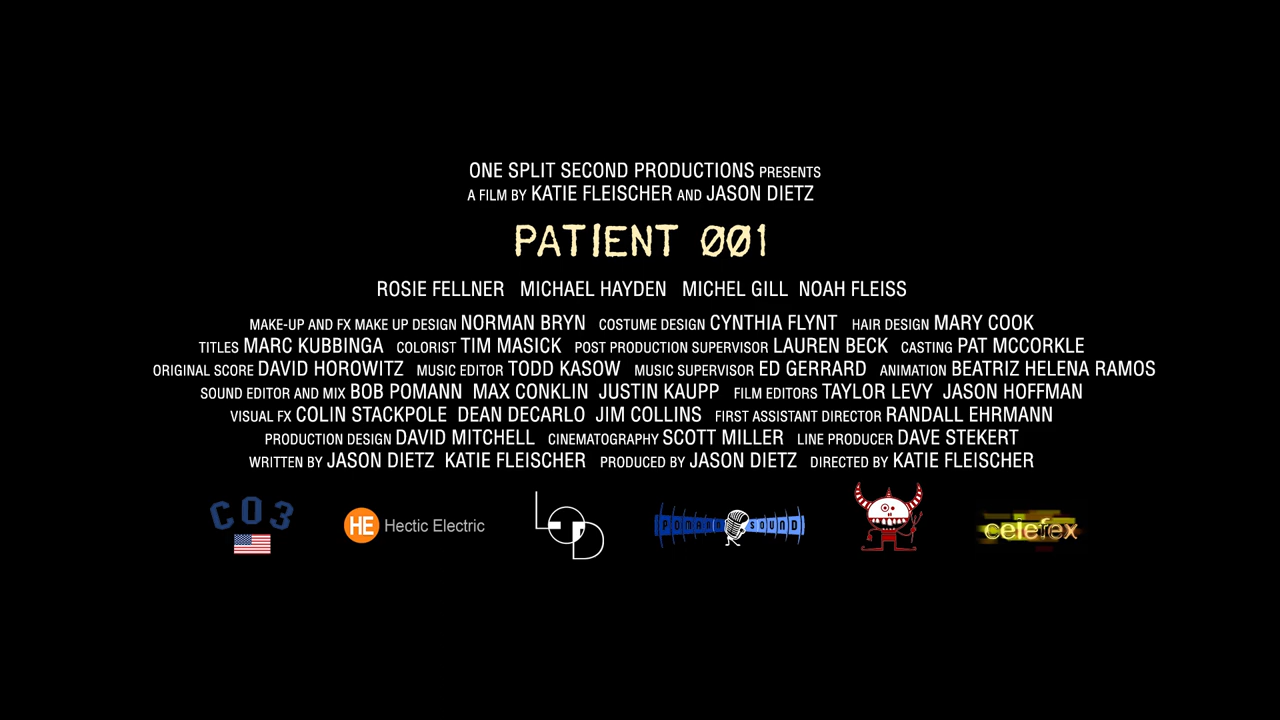 ONE SPLIT SECOND PRODUCTIONS PRESENTS
A FILM BY KATIE FLEISCHER AND JASON DIETZ
PATIENT 001
ROSIE FELLNER MICHAEL HAYDEN MICHEL GILL NOAH FLEISS
MAKE-UP AND FX MAKE UP DESIGN NORMAN BRYN COSTUME DESIGN CYNTHIA FLYNT HAIR DESIGN MARY COOK
TITLES MARC KUBBINGA COLORIST TIM MASICK POST PRODUCTION SUPERVISOR LAUREN BECK CASTING PAT MCCORKLE
ORIGINAL SCORE DAVID HOROWITZ MUSIC EDITOR TODD KASOW MUSIC SUPERVISOR ED GERRARD ANIMATION BEATRIZ HELENA RAMOS
SOUND EDITOR AND MIX BOB POMANN MAX CONKLIN JUSTIN KAUPP FILM EDITORS TAYLOR LEVY JASON HOFFMAN
VISUAL FX COLIN STACKPOLE DEAN DECARLO JIM COLLINS FIRST ASSISTANT DIRECTOR RANDALL EHRMANN
PRODUCTION DESIGN DAVID MITCHELL CINEMATOGRAPHY SCOTT MILLER LINE PRODUCER DAVE STEKERT
WRITTEN BY JASON DIETZ KATIE FLEISCHER PRODUCED BY JASON DIETZ DIRECTED BY KATIE FLEISCHER
CO3 HE Hectic Electric LOD POMANN SOUND celefex